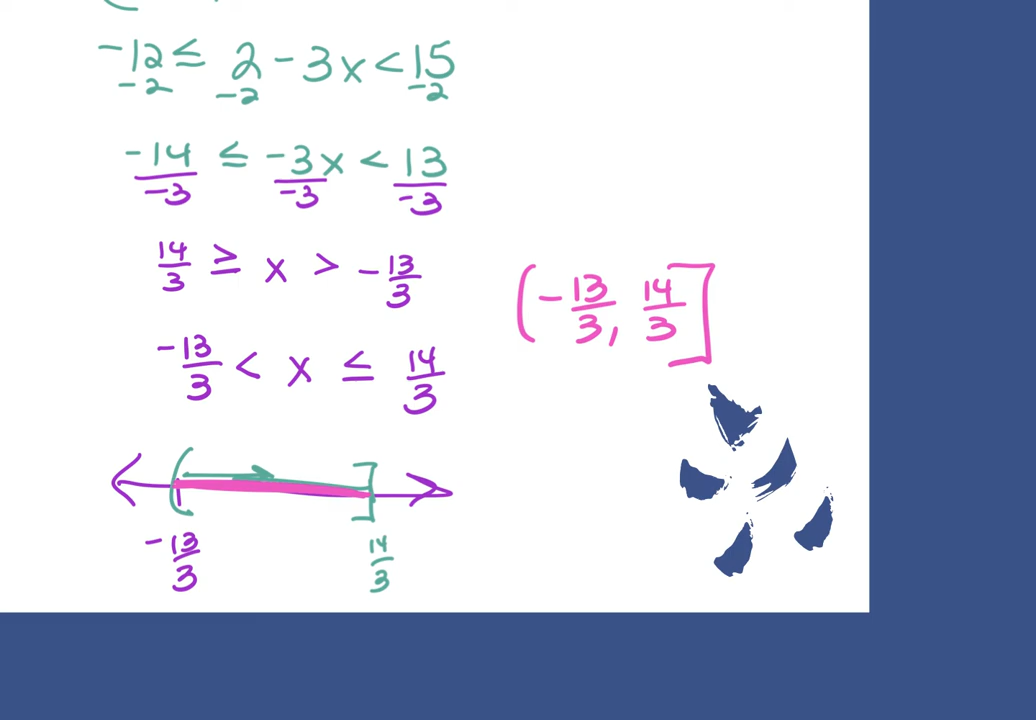 -12 ≤ 2 - 3x < 15
-2 -2 -2
-14 ≤ -3x < 13
-3 -3 -3
14/3 ≥ x > -13/3
(-13/3, 14/3]
-13/3 < x ≤ 14/3
( ]
-13/3 14/3